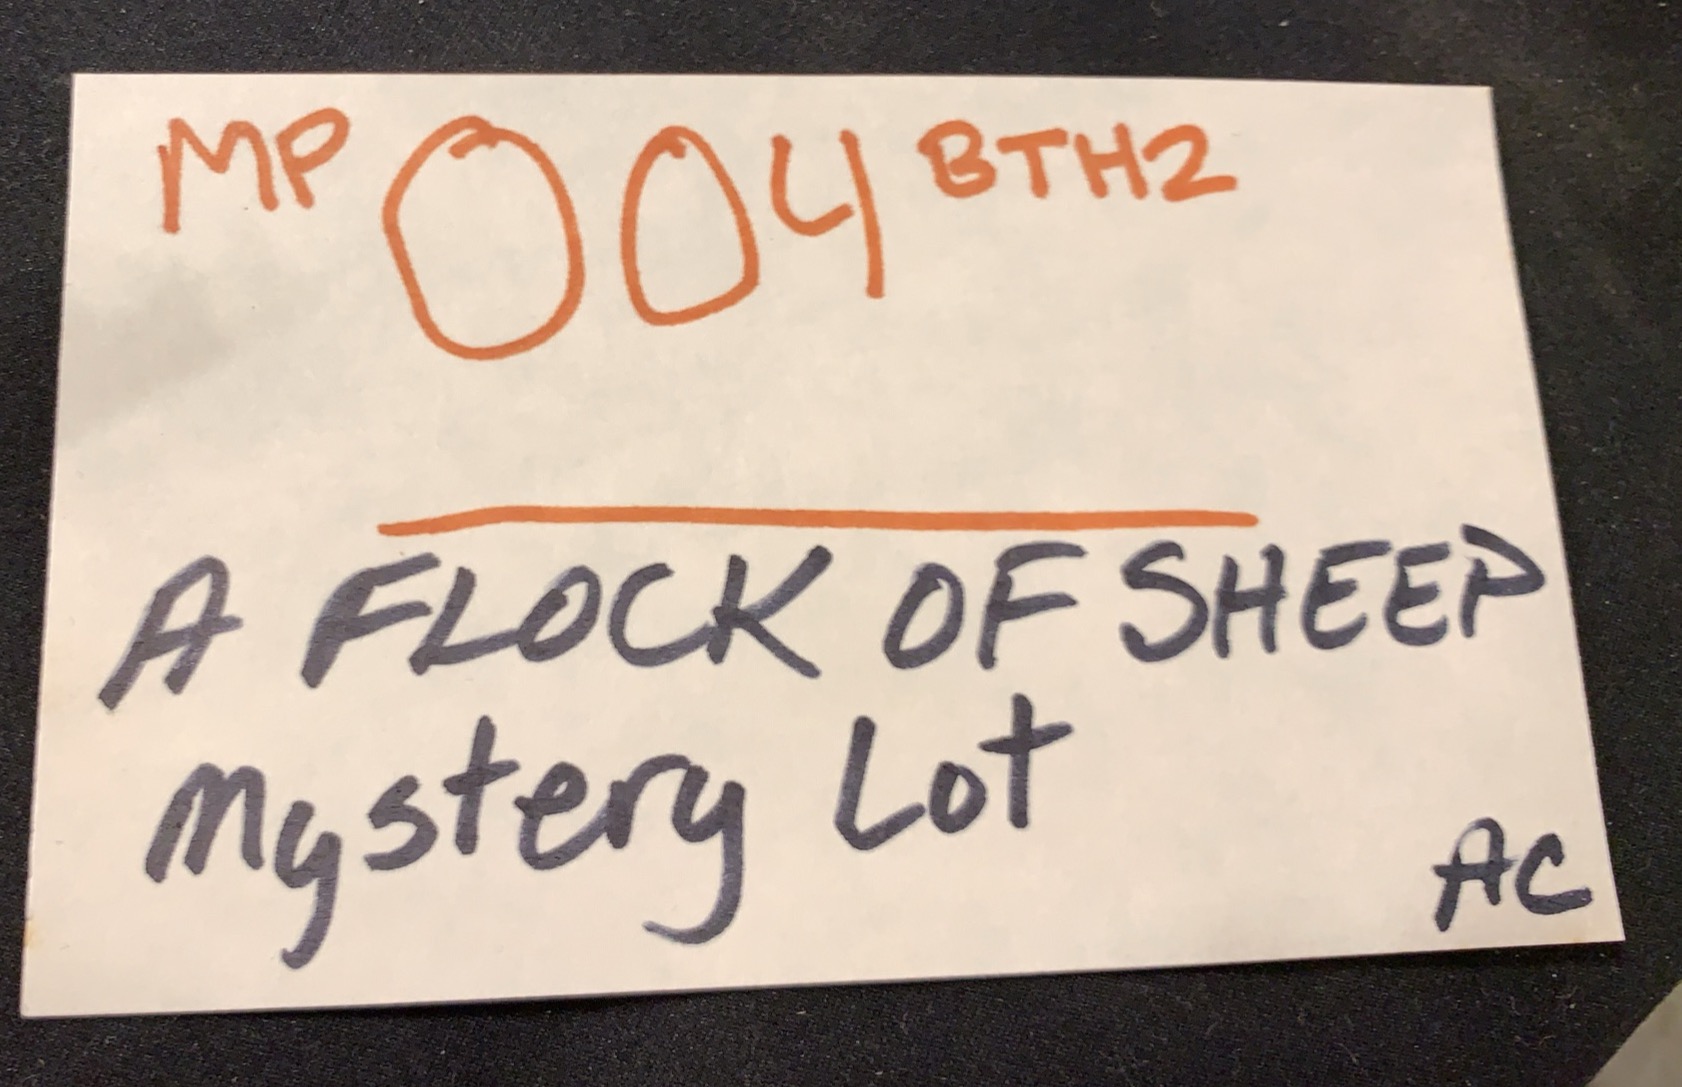 MP 004 BTH2
A FLOCK OF SHEEP
Mystery Lot
AC